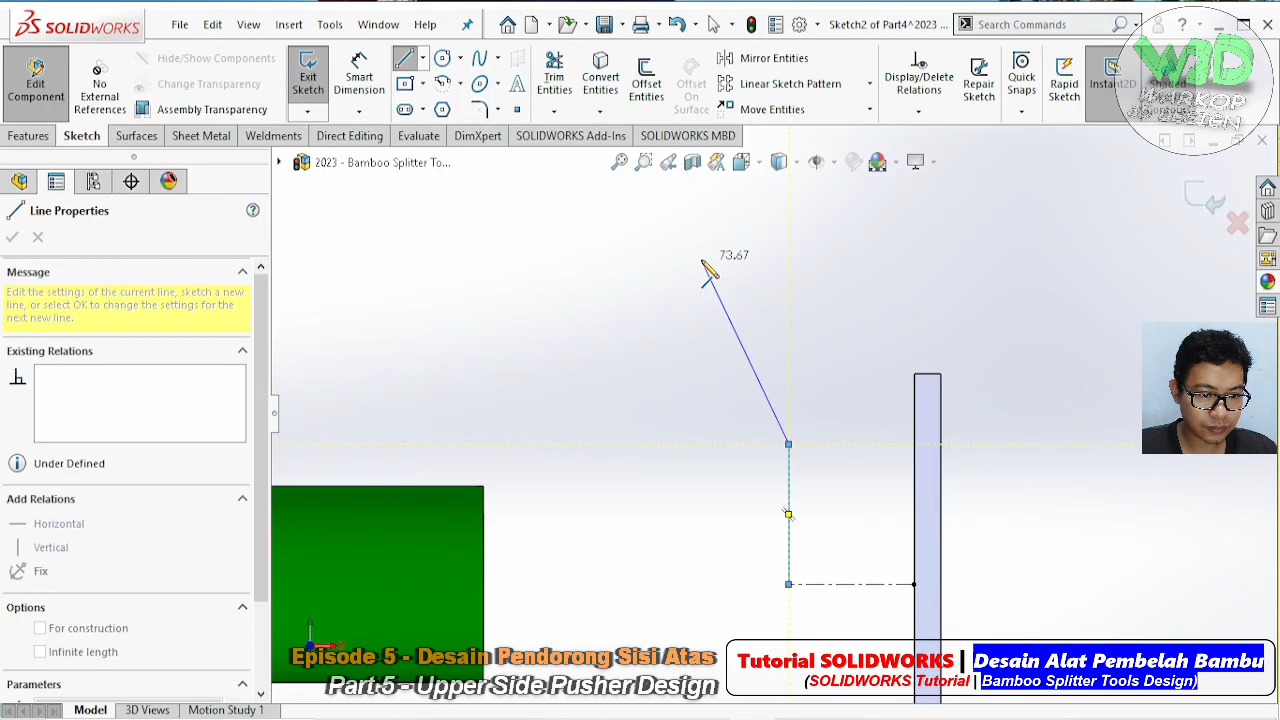 SOLIDWORKS File Edit View Insert Tools Window Help Sketch2 of Part4^2023 ... Search Commands
Edit Component
No External References
Hide/Show Components
Change Transparency
Assembly Transparency
Exit Sketch
Smart Dimension
Trim Entities
Convert Entities
Offset Entities
Offset On Surface
Mirror Entities
Linear Sketch Pattern
Move Entities
Display/Delete Relations
Repair Sketch
Quick Snaps
Rapid Sketch
Instant2D
Shaded
W3D
MARKOP
3D DESIGN
Features Sketch Surfaces Sheet Metal Weldments Direct Editing Evaluate DimXpert SOLIDWORKS Add-Ins SOLIDWORKS MBD
2023 - Bamboo Splitter To...
Line Properties
Message
Edit the settings of the current line, sketch a new
line, or select OK to change the settings for the
next new line.
Existing Relations
Under Defined
Add Relations
Horizontal
Vertical
Fix
Options
For construction
Infinite length
Parameters
73.67
Episode 5 - Desain Pendorong Sisi Atas
Part 5 - Upper Side Pusher Design
Tutorial SOLIDWORKS | Desain Alat Pembelah Bambu
(SOLIDWORKS Tutorial | Bamboo Splitter Tools Design)
Model 3D Views Motion Study 1